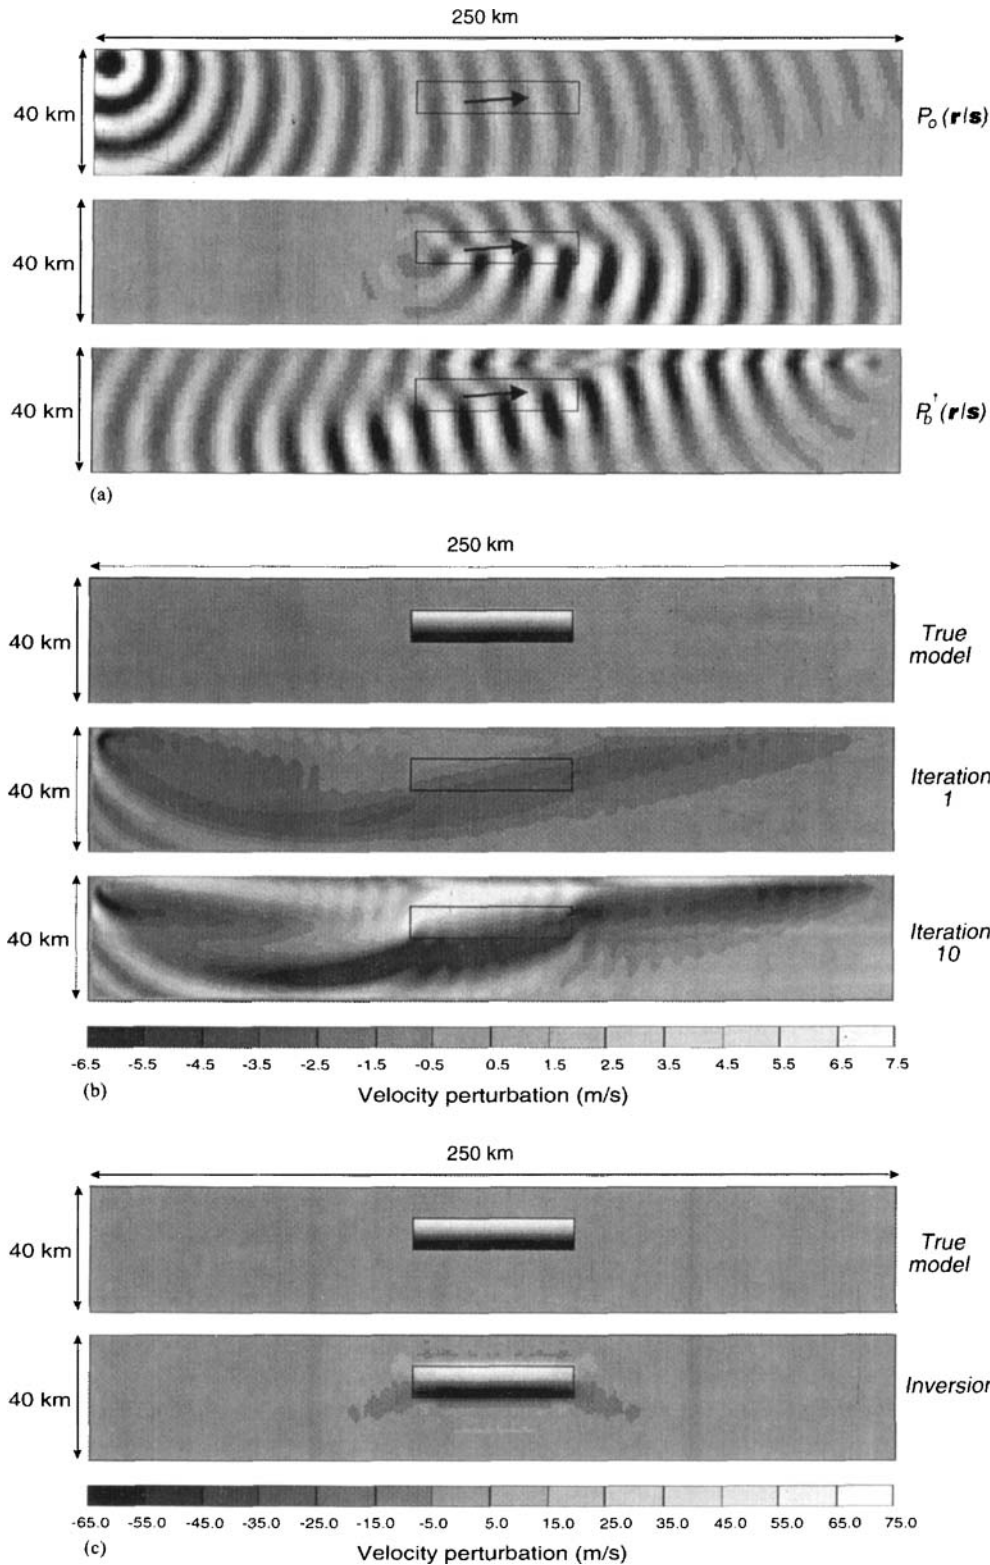 250 km
40 km
Po (r|s)
40 km
40 km
Pb† (r|s)
(a)
250 km
40 km
True
model
40 km
Iteration
1
40 km
Iteration
10
-6.5 -5.5 -4.5 -3.5 -2.5 -1.5 -0.5 0.5 1.5 2.5 3.5 4.5 5.5 6.5 7.5
Velocity perturbation (m/s)
(b)
250 km
40 km
True
model
40 km
Inversion
-65.0 -55.0 -45.0 -35.0 -25.0 -15.0 -5.0 5.0 15.0 25.0 35.0 45.0 55.0 65.0 75.0
Velocity perturbation (m/s)
(c)